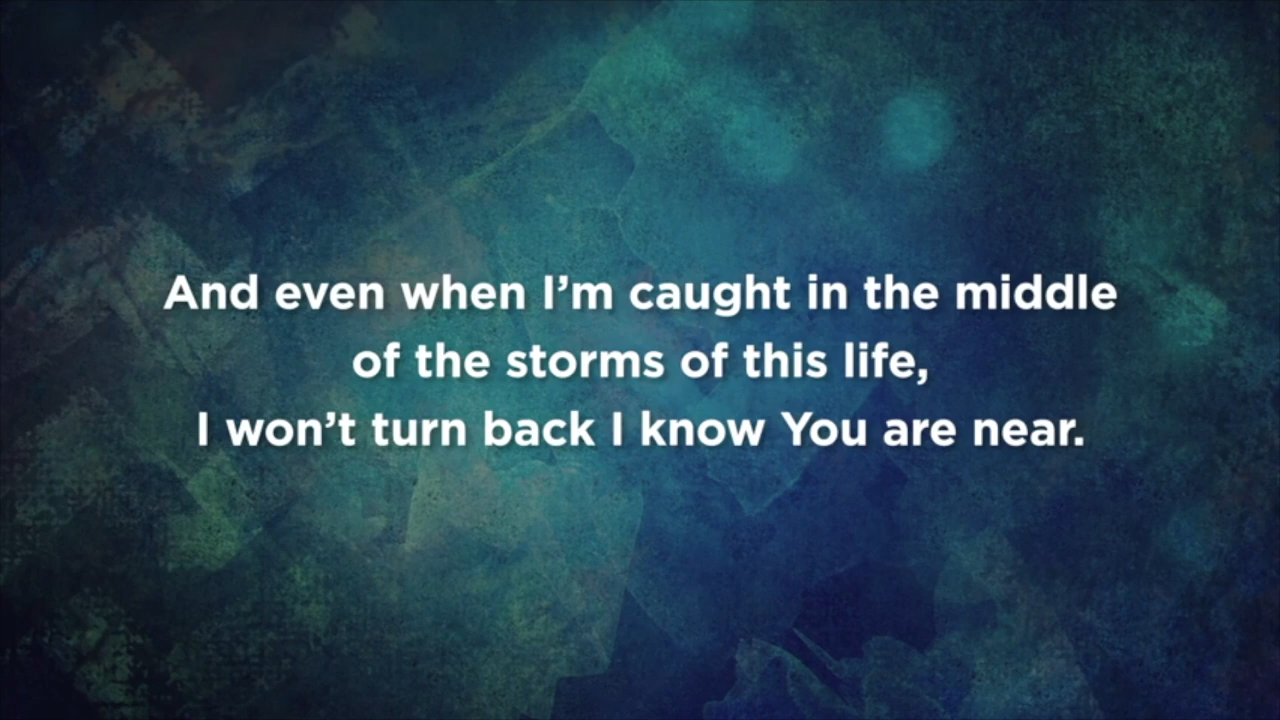 And even when I’m caught in the middle
of the storms of this life,
I won’t turn back I know You are near.